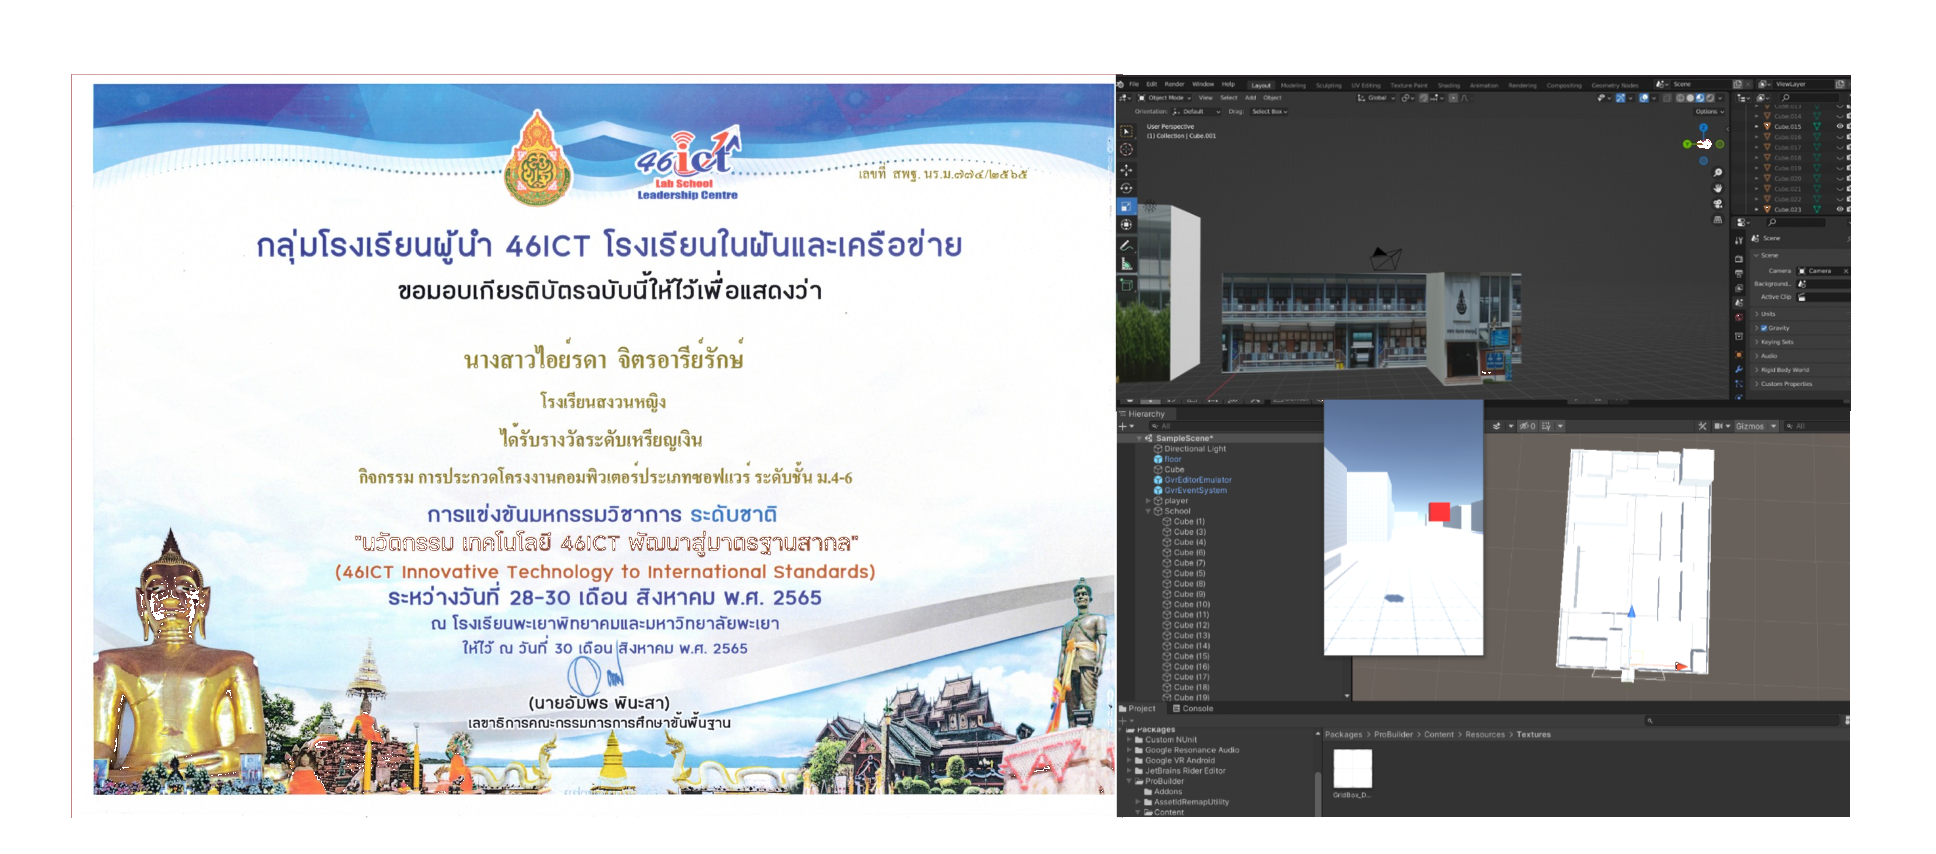 46ict
Lab School
Leadership Centre
เลขที่ สพฐ. นร.ม.๗๗๔/๒๕๖๕
กลุ่มโรงเรียนผู้นำ 46ICT โรงเรียนในฝันและเครือข่าย
ขอมอบเกียรติบัตรฉบับนี้ให้ไว้เพื่อแสดงว่า
นางสาวไอย์รดา จิตรอารีย์รักษ์
โรงเรียนสงวนหญิง
ได้รับรางวัลระดับเหรียญเงิน
กิจกรรม การประกวดโครงงานคอมพิวเตอร์ประเภทซอฟแวร์ ระดับชั้น ม.4-6
การแข่งขันมหกรรมวิชาการ ระดับชาติ
"นวัตกรรม เทคโนโลยี 46ICT พัฒนาสู่มาตรฐานสากล"
(46ICT Innovative Technology to International Standards)
ระหว่างวันที่ 28-30 เดือน สิงหาคม พ.ศ. 2565
ณ โรงเรียนพะเยาพิทยาคมและมหาวิทยาลัยพะเยา
ให้ไว้ ณ วันที่ 30 เดือน สิงหาคม พ.ศ. 2565
(นายอัมพร พินะสา)
เลขาธิการคณะกรรมการการศึกษาขั้นพื้นฐาน
File Edit Render Window Help Layout Modeling Sculpting UV Editing Texture Paint Shading Animation Rendering Compositing Geometry Nodes Scene ViewLayer
Object Mode View Select Add Object Global
Orientation: Default Drag: Select Box Options
User Perspective
(1) Collection | Cube.001
Cube.014
Cube.015
Cube.016
Cube.017
Cube.018
Cube.019
Cube.020
Cube.021
Cube.022
Cube.023
Scene
Scene
Camera Camera
Background...
Active Clip
Units
Gravity
Keying Sets
Audio
Rigid Body World
Custom Properties
Hierarchy
All
0 Gizmos All
SampleScene*
Directional Light
floor
Cube
GvrEditorEmulator
GvrEventSystem
player
School
Cube (1)
Cube (3)
Cube (4)
Cube (6)
Cube (7)
Cube (5)
Cube (8)
Cube (9)
Cube (10)
Cube (11)
Cube (12)
Cube (13)
Cube (14)
Cube (15)
Cube (16)
Cube (17)
Cube (18)
Cube (19)
Project Console
Packages
Custom NUnit
Google Resonance Audio
Google VR Android
JetBrains Rider Editor
ProBuilder
Addons
AssetIdRemapUtility
Content
Packages > ProBuilder > Content > Resources > Textures
GridBox_D...